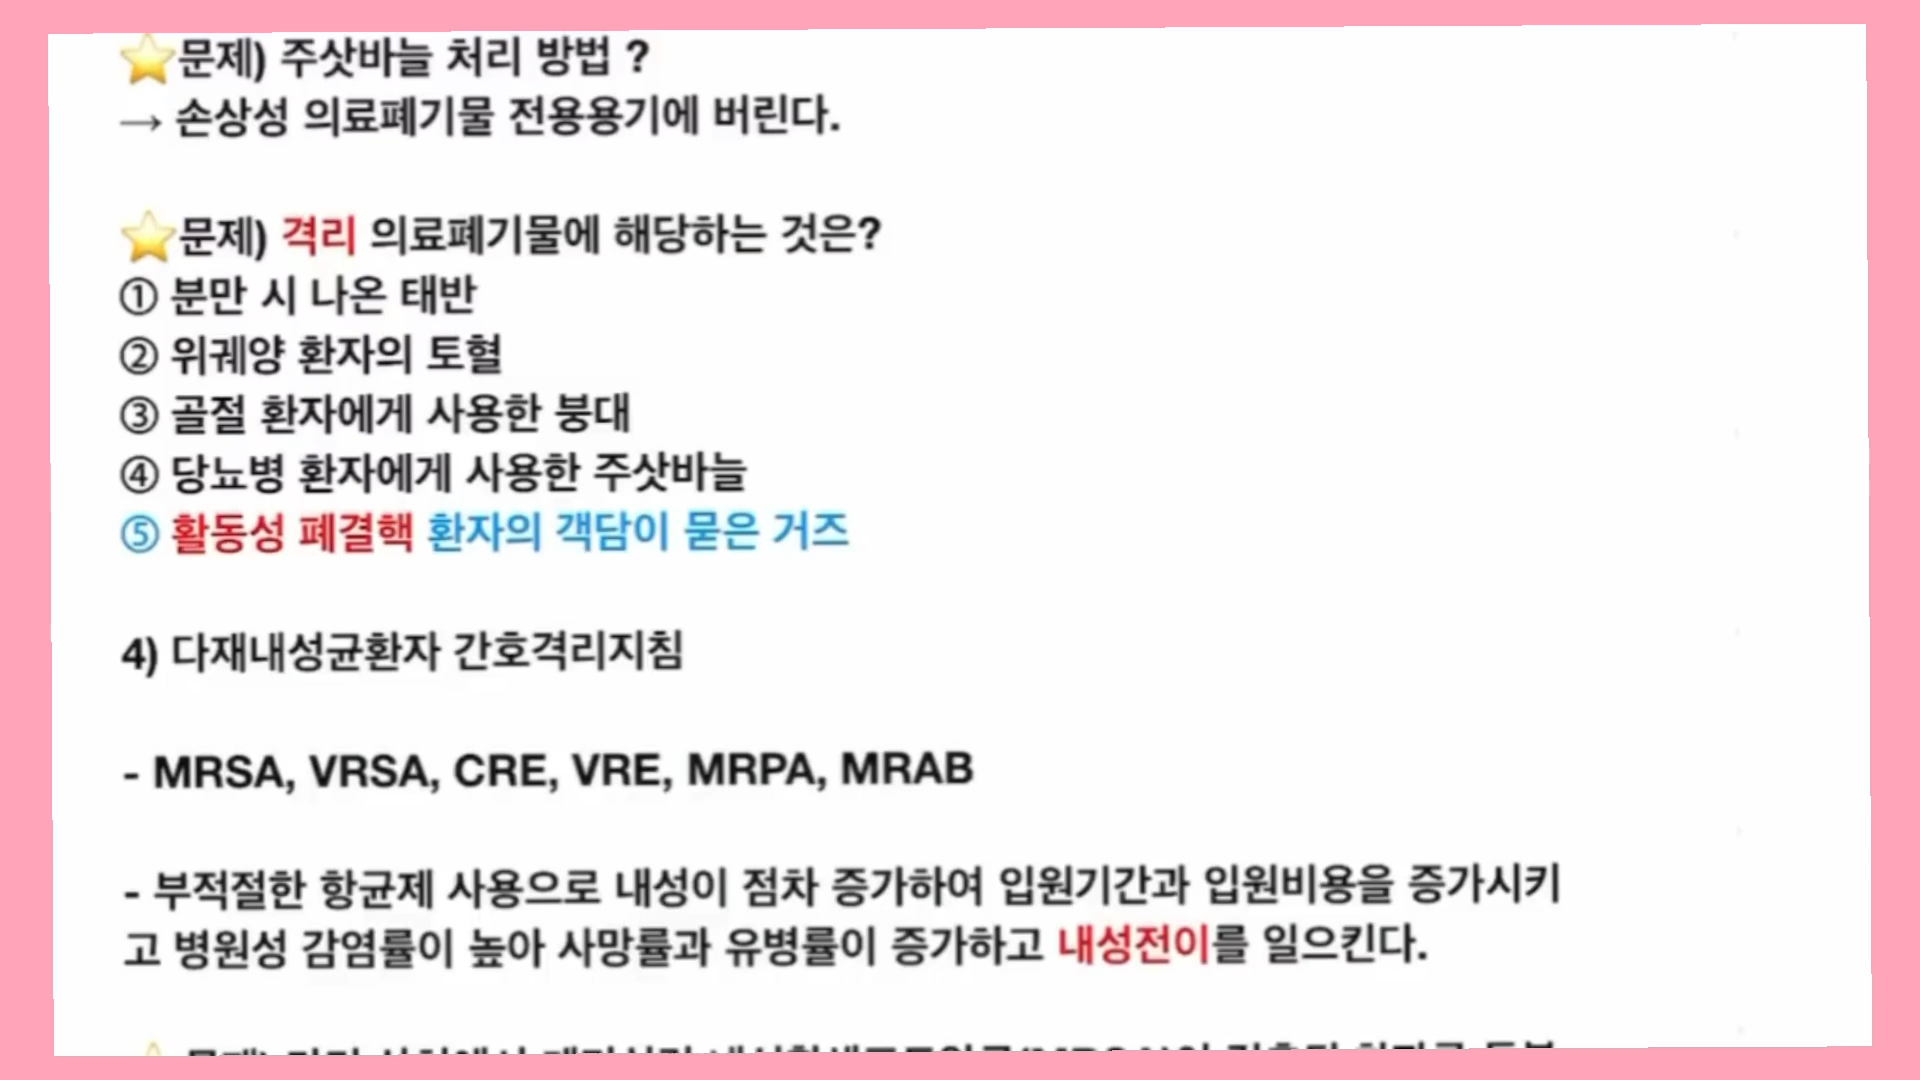 ⭐문제) 주삿바늘 처리 방법 ?
→ 손상성 의료폐기물 전용용기에 버린다.
⭐문제) 격리 의료폐기물에 해당하는 것은?
① 분만 시 나온 태반
② 위궤양 환자의 토혈
③ 골절 환자에게 사용한 붕대
④ 당뇨병 환자에게 사용한 주삿바늘
⑤ 활동성 폐결핵 환자의 객담이 묻은 거즈
4) 다재내성균환자 간호격리지침
- MRSA, VRSA, CRE, VRE, MRPA, MRAB
- 부적절한 항균제 사용으로 내성이 점차 증가하여 입원기간과 입원비용을 증가시키
고 병원성 감염률이 높아 사망률과 유병률이 증가하고 내성전이를 일으킨다.